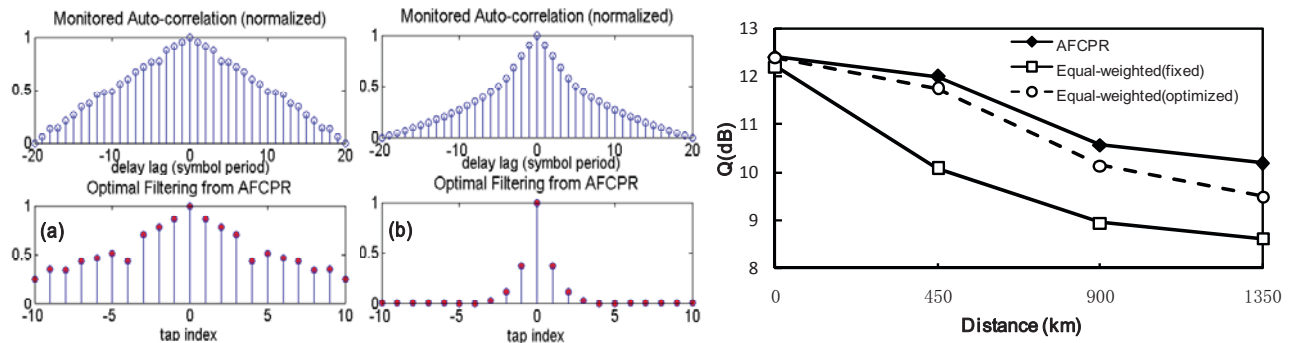 Monitored Auto-correlation (normalized)
1
0.5
0
-20 -10 0 10 20
delay lag (symbol period)
Optimal Filtering from AFCPR
(a)
1
0.5
0
-10 -5 0 5 10
tap index
Monitored Auto-correlation (normalized)
1
0.5
0
-20 -10 0 10 20
delay lag (symbol period)
Optimal Filtering from AFCPR
(b)
1
0.5
0
-10 -5 0 5 10
tap index
13
12
11
10
9
8
Q(dB)
AFCPR
Equal-weighted(fixed)
Equal-weighted(optimized)
0 450 900 1350
Distance (km)